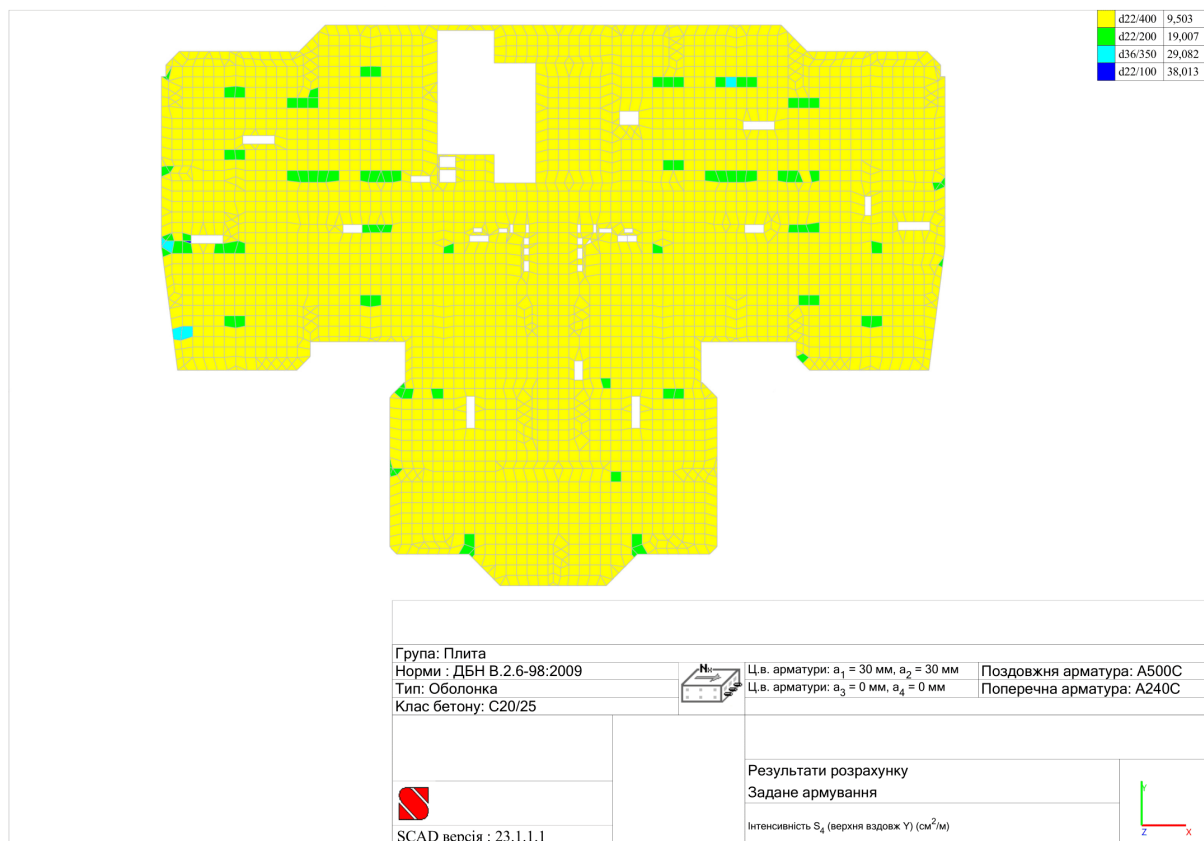 d22/400 9,503
d22/200 19,007
d36/350 29,082
d22/100 38,013
Група: Плита
Норми : ДБН В.2.6-98:2009
Тип: Оболонка
Клас бетону: C20/25
Nx
Ц.в. арматури: a1 = 30 мм, a2 = 30 мм
Ц.в. арматури: a3 = 0 мм, a4 = 0 мм
Поздовжня арматура: A500C
Поперечна арматура: A240C
Результати розрахунку
Задане армування
Інтенсивність S4 (верхня вздовж Y) (см2/м)
SCAD версія : 23.1.1.1
Y
Z X